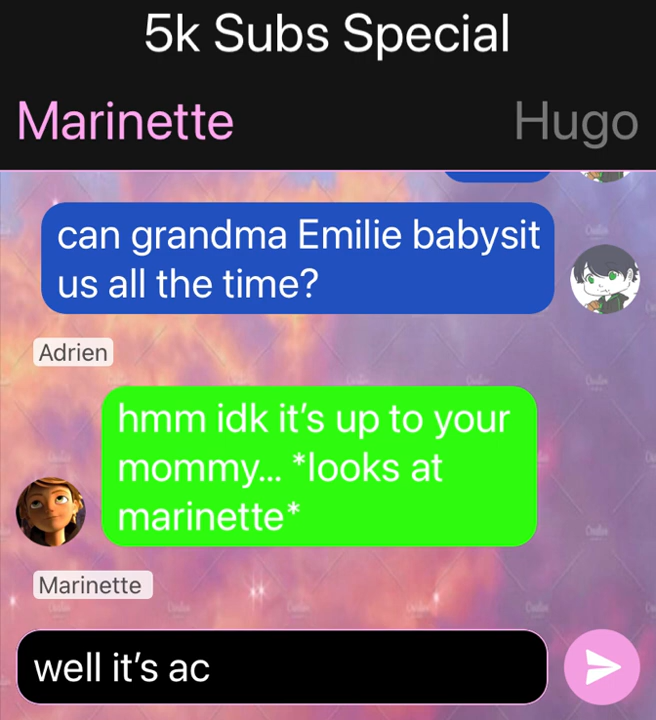 5k Subs Special
Marinette
Hugo
can grandma Emilie babysit
us all the time?
Adrien
hmm idk it's up to your
mommy... *looks at
marinette*
Marinette
well it's ac